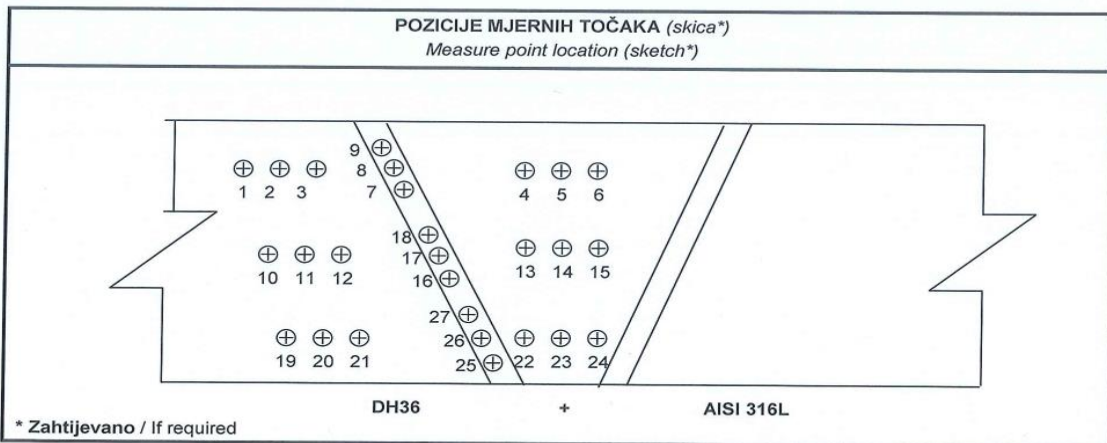 POZICIJE MJERNIH TOČAKA (skica*)
Measure point location (sketch*)
9
8
7
1 2 3
4 5 6
18
17
16
10 11 12
13 14 15
27
26
25
19 20 21
22 23 24
DH36 + AISI 316L
* Zahtijevano / If required